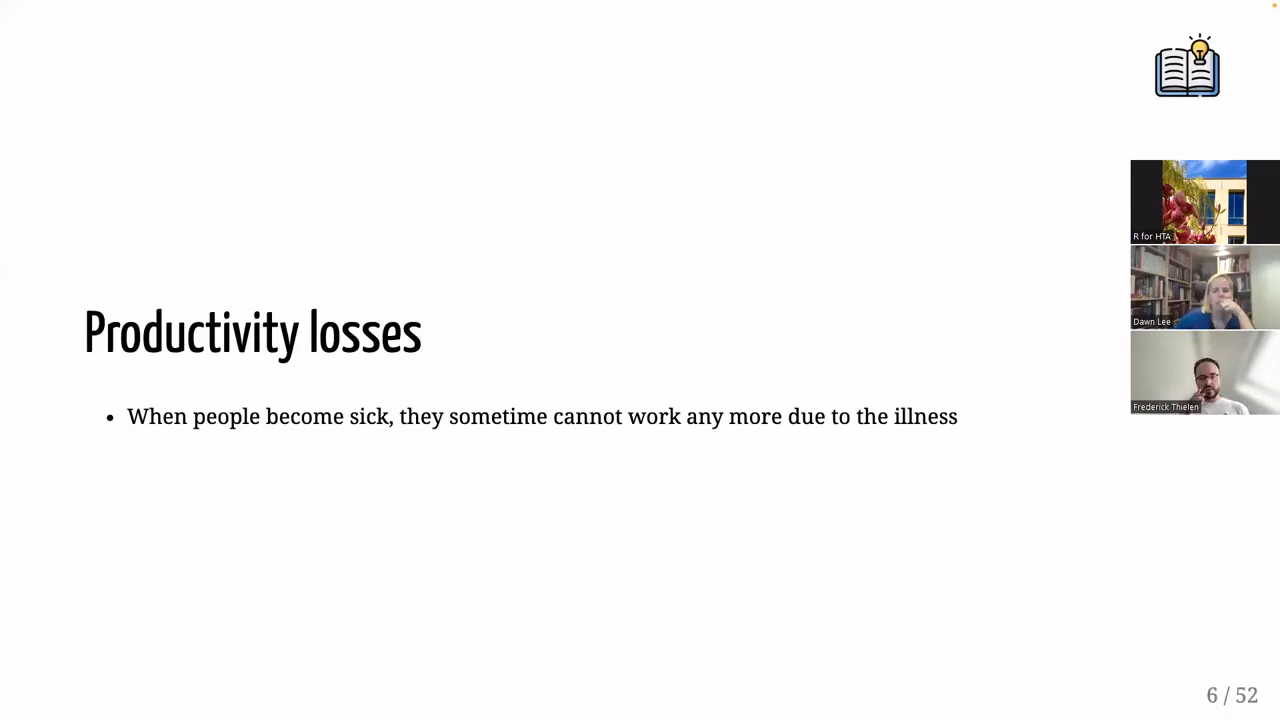 R for HTA
Dawn Lee
Productivity losses
Frederick Thielen
When people become sick, they sometime cannot work any more due to the illness
6 / 52